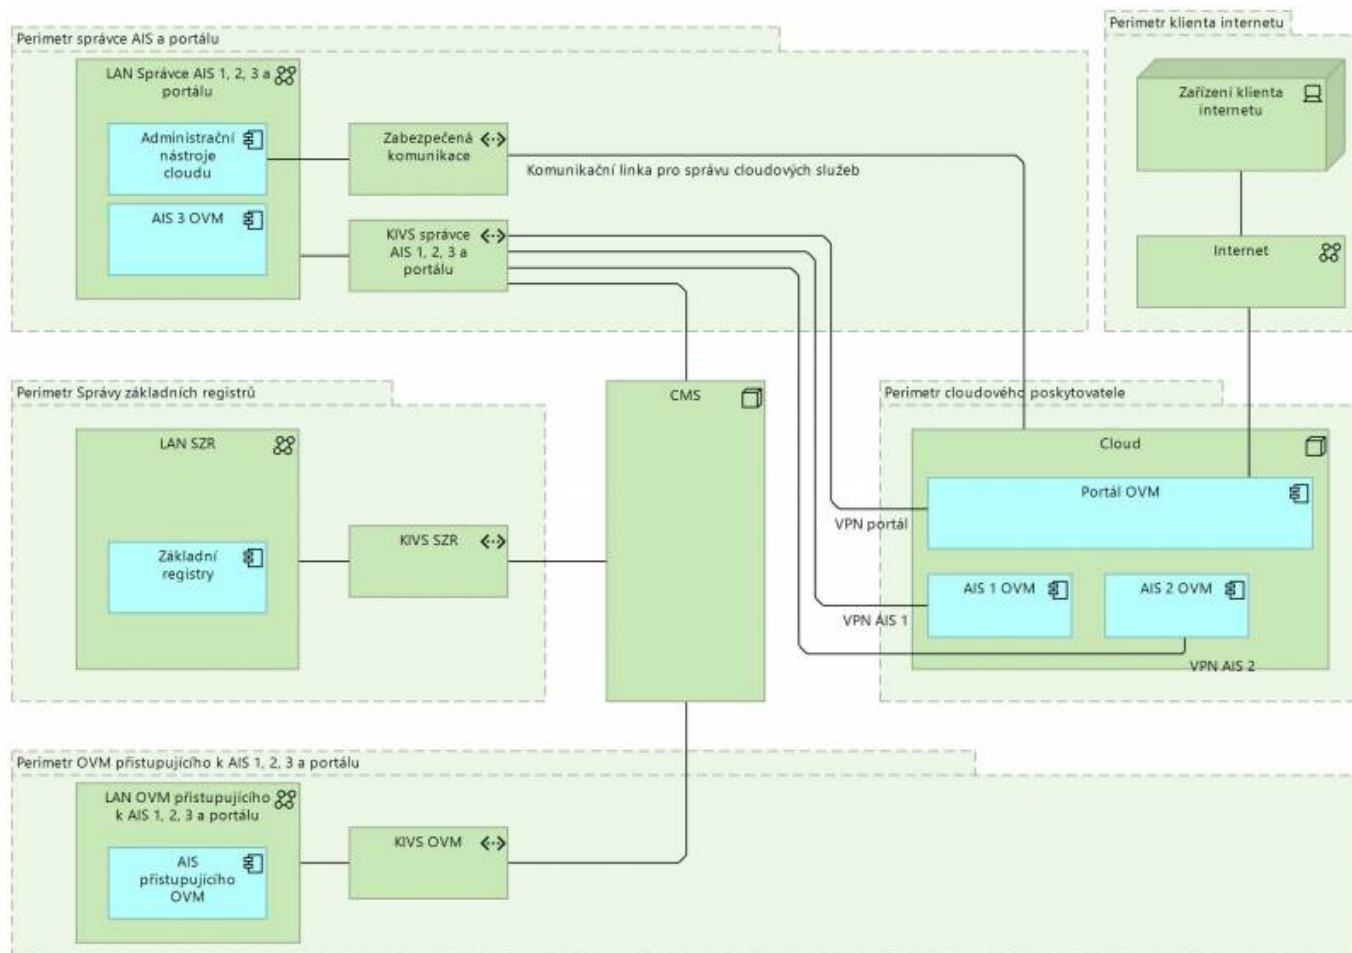 Perimetr správce AIS a portálu
LAN Správce AIS 1, 2, 3 a
portálu
Administrační
nástroje
cloudu
AIS 3 OVM
Zabezpečená
komunikace
Komunikační linka pro správu cloudových služeb
KIVS správce
AIS 1, 2, 3 a
portálu
Perimetr klienta internetu
Zařízení klienta
internetu
Internet
Perimetr Správy základních registrů
LAN SZR
Základní
registry
KIVS SZR
CMS
Perimetr cloudového poskytovatele
Cloud
Portál OVM
VPN portál
AIS 1 OVM
AIS 2 OVM
VPN AIS 1
VPN AIS 2
Perimetr OVM přistupujícího k AIS 1, 2, 3 a portálu
LAN OVM přistupujícího
k AIS 1, 2, 3 a portálu
AIS
přistupujícího
OVM
KIVS OVM